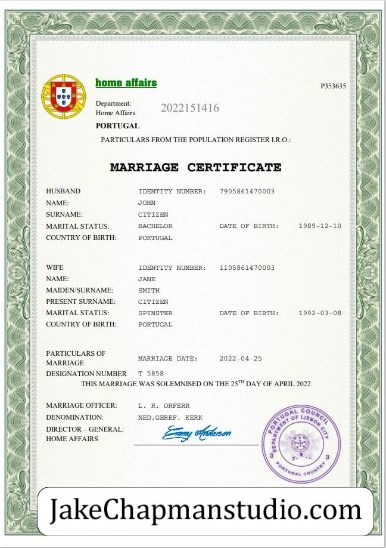 home affairs
P353635
Department:
Home Affairs
2022151416
PORTUGAL
PARTICULARS FROM THE POPULATION REGISTER I.R.O.:
MARRIAGE CERTIFICATE
HUSBAND IDENTITY NUMBER: 7905861470003
NAME: JOHN
SURNAME: CITIZEN
MARITAL STATUS: BACHELOR DATE OF BIRTH: 1989-12-10
COUNTRY OF BIRTH: PORTUGAL
WIFE IDENTITY NUMBER: 1105861470003
NAME: JANE
MAIDEN/SURNAME: SMITH
PRESENT SURNAME: CITIZEN
MARITAL STATUS: SPINSTER DATE OF BIRTH: 1992-03-08
COUNTRY OF BIRTH: PORTUGAL
PARTICULARS OF
MARRIAGE MARRIAGE DATE: 2022-04-25
DESIGNATION NUMBER T 5858
THIS MARRIAGE WAS SOLEMNISED ON THE 25TH DAY OF APRIL 2022
MARRIAGE OFFICER: L. R. ORFERR
DENOMINATION: NED.GEREF. KERK
DIRECTOR – GENERAL:
HOME AFFAIRS Emmy Anderson
PORTUGAL COUNCIL
DEPARTMENT OF LISBON CITY
PORTUGAL COUNTRY
JakeChapmanstudio.com